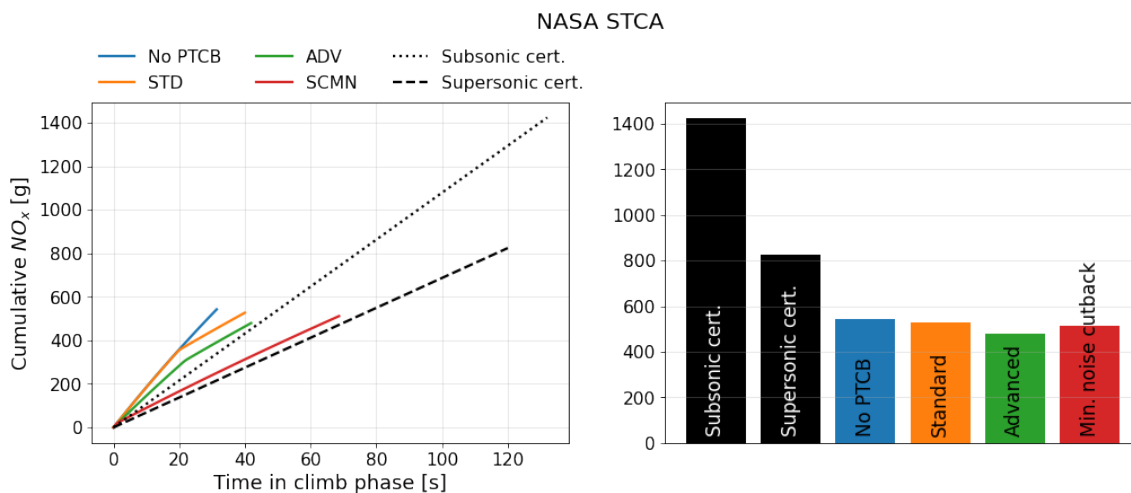 NASA STCA
No PTCB
STD
ADV
SCMN
Subsonic cert.
Supersonic cert.
Cumulative NOx [g]
1400
1200
1000
800
600
400
200
0
0 20 40 60 80 100 120
Time in climb phase [s]
1400
1200
1000
800
600
400
200
0
Subsonic cert.
Supersonic cert.
No PTCB
Standard
Advanced
Min. noise cutback